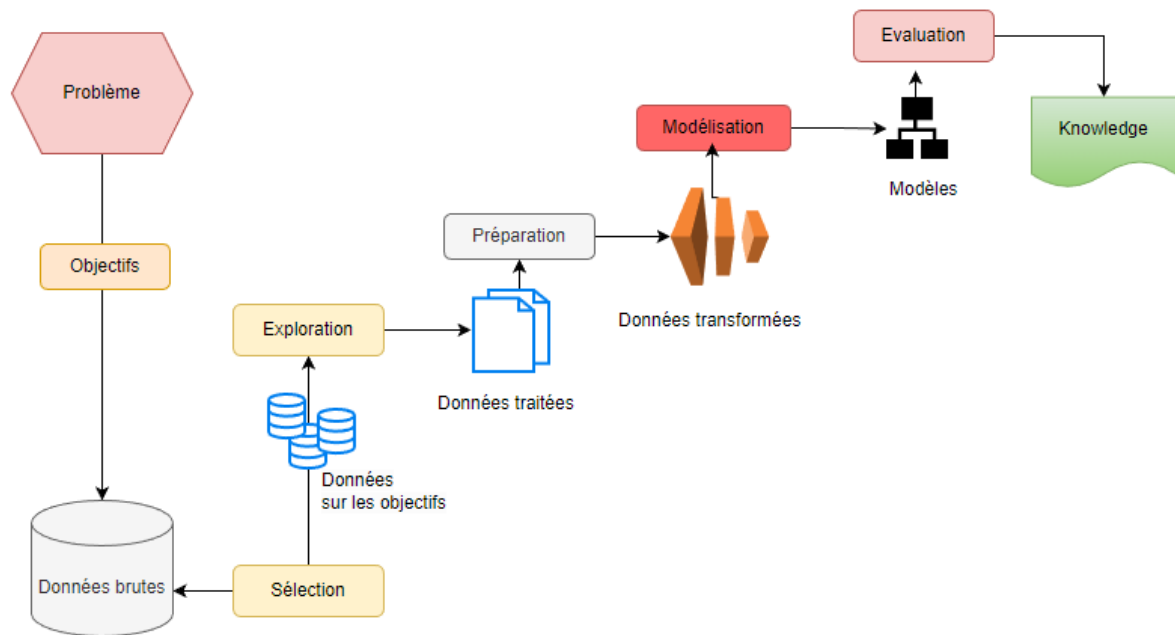 Problème
Objectifs
Données brutes
Sélection
Données
sur les objectifs
Exploration
Données traitées
Préparation
Données transformées
Modélisation
Modèles
Evaluation
Knowledge